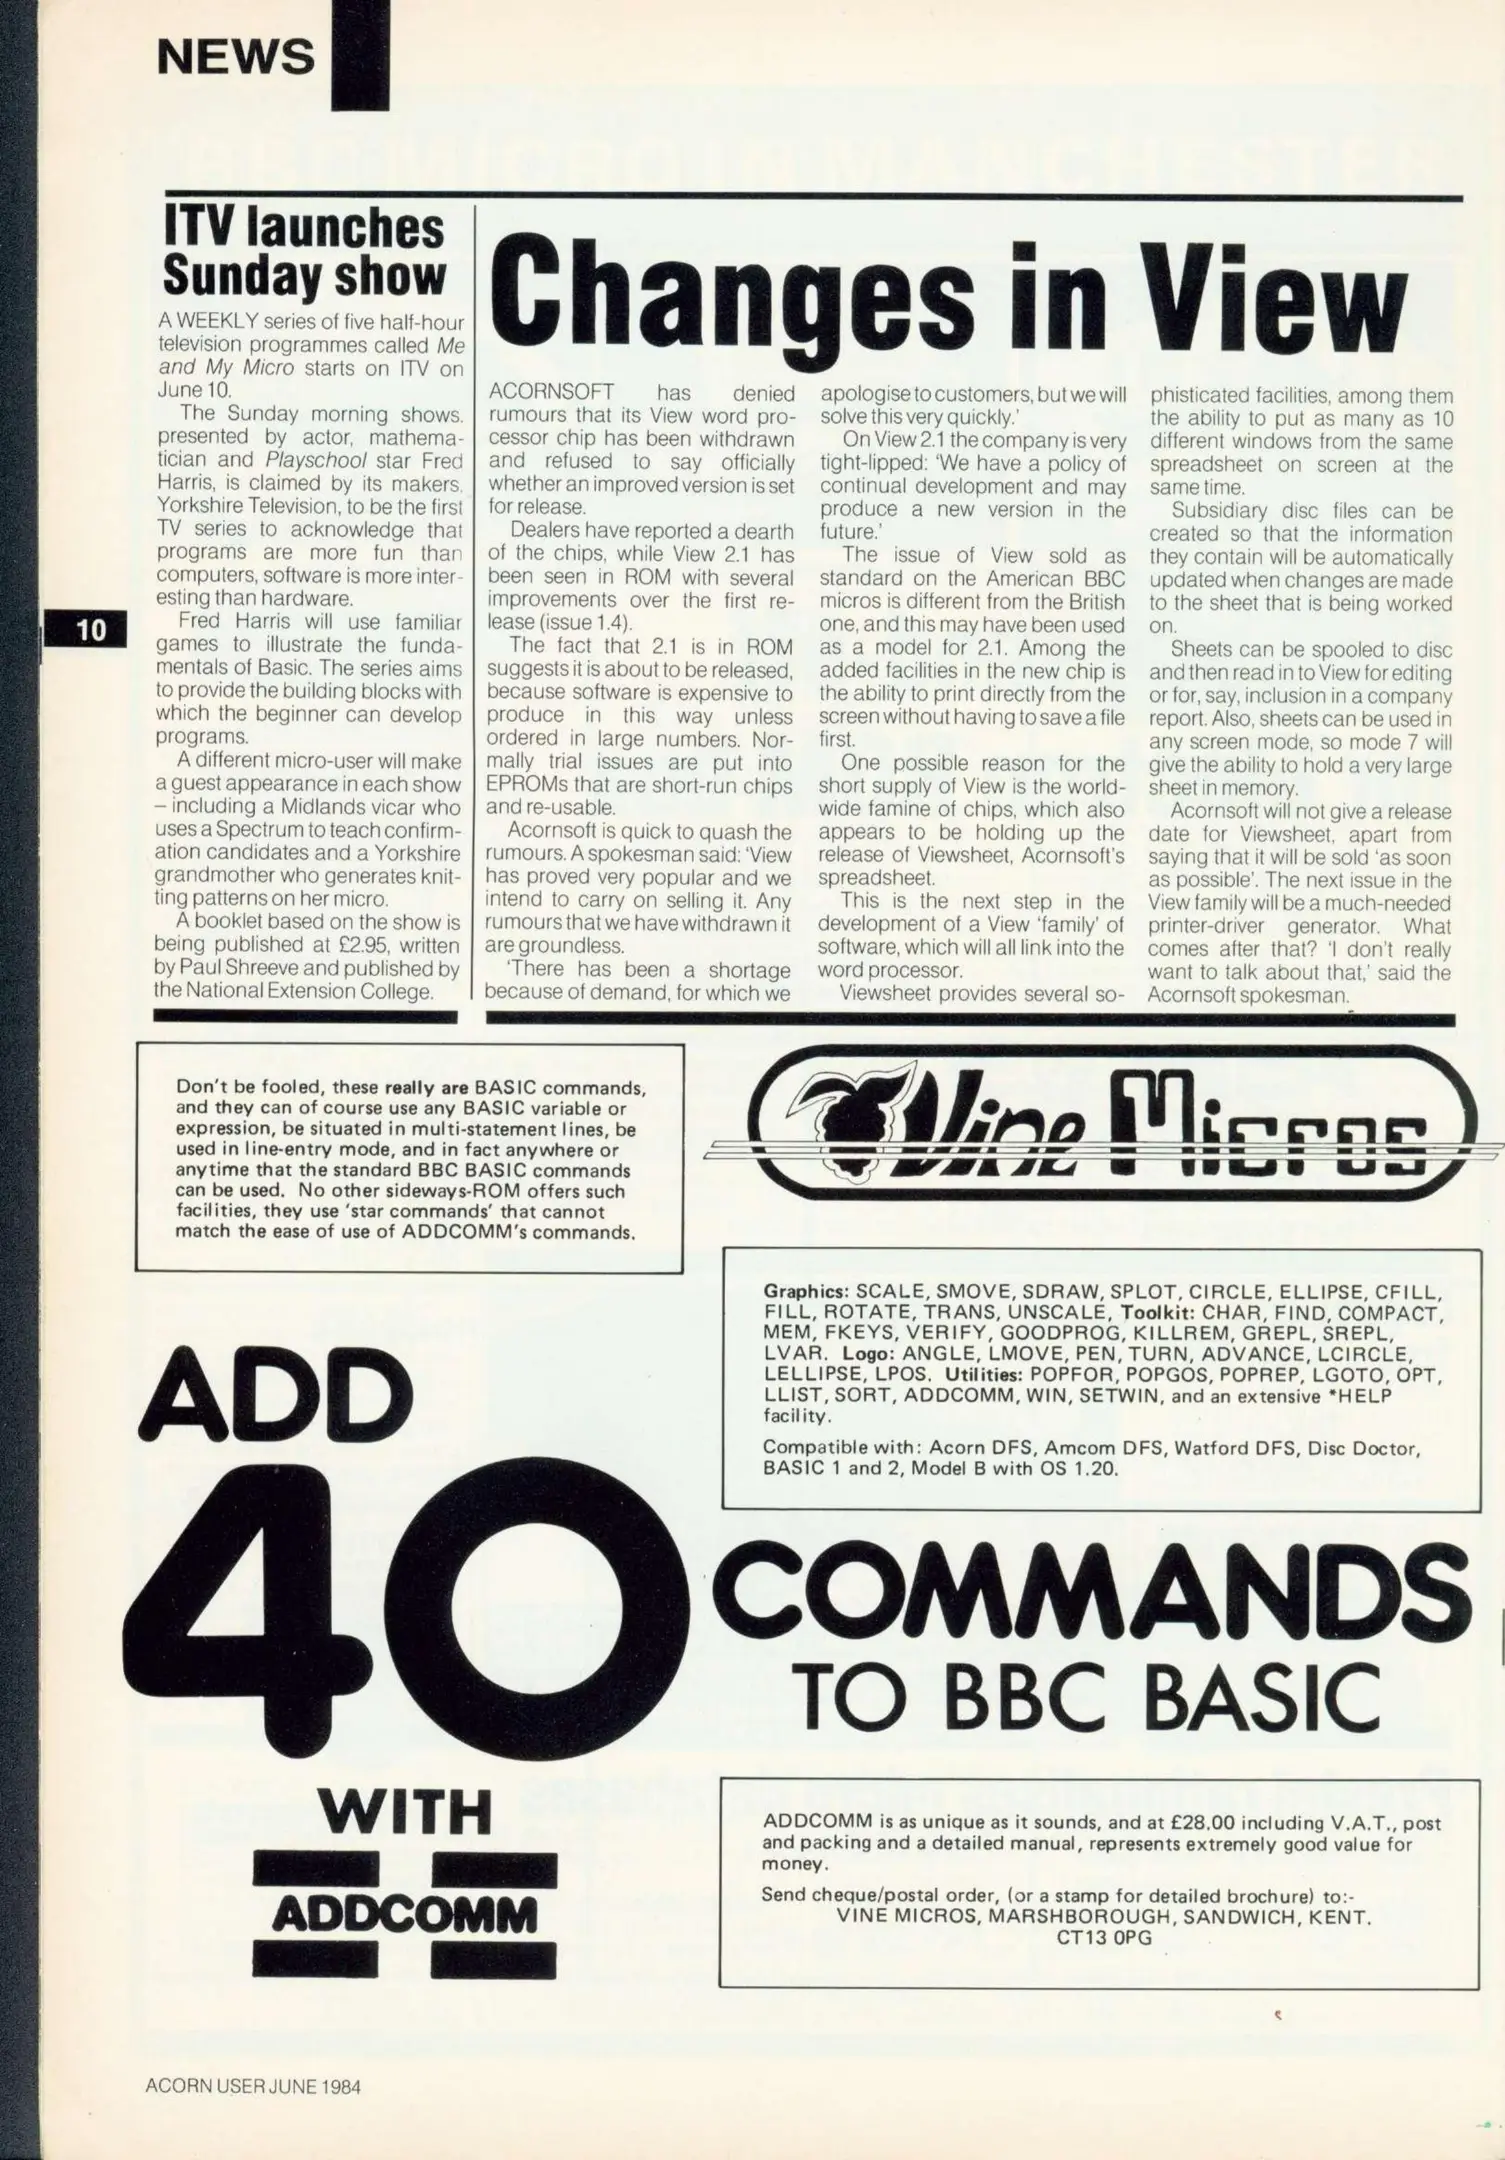 NEWS
ITV launches
Sunday show
A WEEKLY series of five half-hour
television programmes called Me
and My Micro starts on ITV on
June 10.
The Sunday morning shows,
presented by actor, mathema-
tician and Playschool star Fred
Harris, is claimed by its makers,
Yorkshire Television, to be the first
TV series to acknowledge that
programs are more fun than
computers, software is more inter-
esting than hardware.
Fred Harris will use familiar
games to illustrate the funda-
mentals of Basic. The series aims
to provide the building blocks with
which the beginner can develop
programs.
A different micro-user will make
a guest appearance in each show
– including a Midlands vicar who
uses a Spectrum to teach confirm-
ation candidates and a Yorkshire
grandmother who generates knit-
ting patterns on her micro.
A booklet based on the show is
being published at £2.95, written
by Paul Shreeve and published by
the National Extension College.
10
Changes in View
ACORNSOFT has denied
rumours that its View word pro-
cessor chip has been withdrawn
and refused to say officially
whether an improved version is set
for release.
Dealers have reported a dearth
of the chips, while View 2.1 has
been seen in ROM with several
improvements over the first re-
lease (issue 1.4).
The fact that 2.1 is in ROM
suggests it is about to be released,
because software is expensive to
produce in this way unless
ordered in large numbers. Nor-
mally trial issues are put into
EPROMs that are short-run chips
and re-usable.
Acornsoft is quick to quash the
rumours. A spokesman said: 'View
has proved very popular and we
intend to carry on selling it. Any
rumours that we have withdrawn it
are groundless.
'There has been a shortage
because of demand, for which we
apologise to customers, but we will
solve this very quickly.'
On View 2.1 the company is very
tight-lipped: 'We have a policy of
continual development and may
produce a new version in the
future.'
The issue of View sold as
standard on the American BBC
micros is different from the British
one, and this may have been used
as a model for 2.1. Among the
added facilities in the new chip is
the ability to print directly from the
screen without having to save a file
first.
One possible reason for the
short supply of View is the world-
wide famine of chips, which also
appears to be holding up the
release of Viewsheet, Acornsoft's
spreadsheet.
This is the next step in the
development of a View 'family' of
software, which will all link into the
word processor.
Viewsheet provides several so-
phisticated facilities, among them
the ability to put as many as 10
different windows from the same
spreadsheet on screen at the
same time.
Subsidiary disc files can be
created so that the information
they contain will be automatically
updated when changes are made
to the sheet that is being worked
on.
Sheets can be spooled to disc
and then read in to View for editing
or for, say, inclusion in a company
report. Also, sheets can be used in
any screen mode, so mode 7 will
give the ability to hold a very large
sheet in memory.
Acornsoft will not give a release
date for Viewsheet, apart from
saying that it will be sold 'as soon
as possible'. The next issue in the
View family will be a much-needed
printer-driver generator. What
comes after that? 'I don't really
want to talk about that,' said the
Acornsoft spokesman.
Don't be fooled, these really are BASIC commands,
and they can of course use any BASIC variable or
expression, be situated in multi-statement lines, be
used in line-entry mode, and in fact anywhere or
anytime that the standard BBC BASIC commands
can be used. No other sideways-ROM offers such
facilities, they use 'star commands' that cannot
match the ease of use of ADDCOMM's commands.
Vine Micros
Graphics: SCALE, SMOVE, SDRAW, SPLOT, CIRCLE, ELLIPSE, CFILL,
FILL, ROTATE, TRANS, UNSCALE, Toolkit: CHAR, FIND, COMPACT,
MEM, FKEYS, VERIFY, GOODPROG, KILLREM, GREPL, SREPL,
LVAR. Logo: ANGLE, LMOVE, PEN, TURN, ADVANCE, LCIRCLE,
LELLIPSE, LPOS. Utilities: POPFOR, POPGOS, POPREP, LGOTO, OPT,
LLIST, SORT, ADDCOMM, WIN, SETWIN, and an extensive *HELP
facility.
Compatible with: Acorn DFS, Amcom DFS, Watford DFS, Disc Doctor,
BASIC 1 and 2, Model B with OS 1.20.
ADD
40 COMMANDS
TO BBC BASIC
WITH
ADDCOMM
ADDCOMM is as unique as it sounds, and at £28.00 including V.A.T., post
and packing and a detailed manual, represents extremely good value for
money.
Send cheque/postal order, (or a stamp for detailed brochure) to:-
VINE MICROS, MARSHBOROUGH, SANDWICH, KENT.
CT13 0PG
ACORN USER JUNE 1984